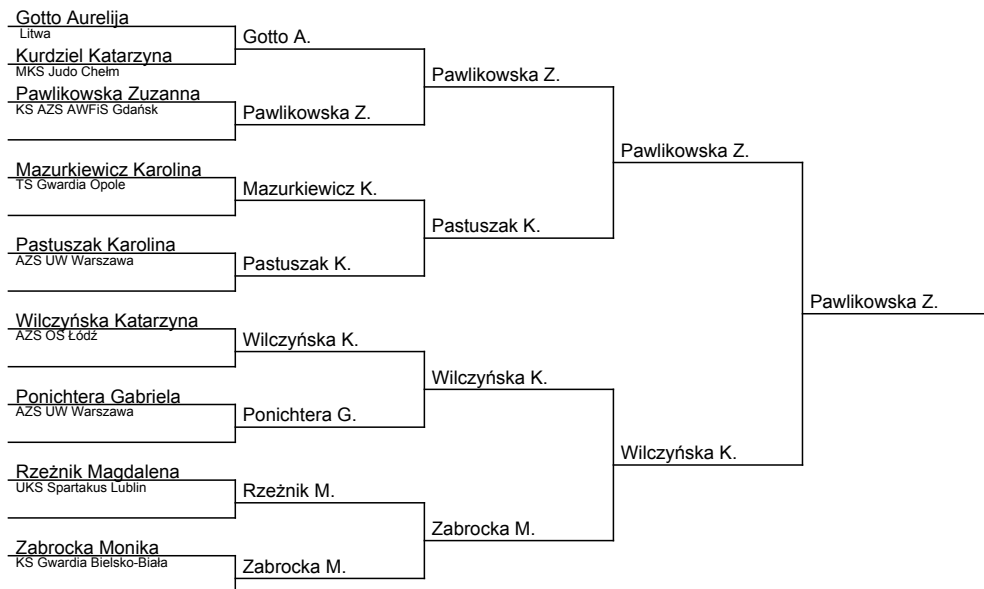 Gotto Aurelija
Litwa
Kurdziel Katarzyna
MKS Judo Chełm
Pawlikowska Zuzanna
KS AZS AWFiS Gdańsk
Mazurkiewicz Karolina
TS Gwardia Opole
Pastuszak Karolina
AZS UW Warszawa
Wilczyńska Katarzyna
AZS OŚ Łódź
Ponichtera Gabriela
AZS UW Warszawa
Rzeżnik Magdalena
UKS Spartakus Lublin
Zabrocka Monika
KS Gwardia Bielsko-Biała
Gotto A.
Pawlikowska Z.
Mazurkiewicz K.
Pastuszak K.
Wilczyńska K.
Ponichtera G.
Rzeżnik M.
Zabrocka M.
Pawlikowska Z.
Pastuszak K.
Wilczyńska K.
Zabrocka M.
Pawlikowska Z.
Wilczyńska K.
Pawlikowska Z.